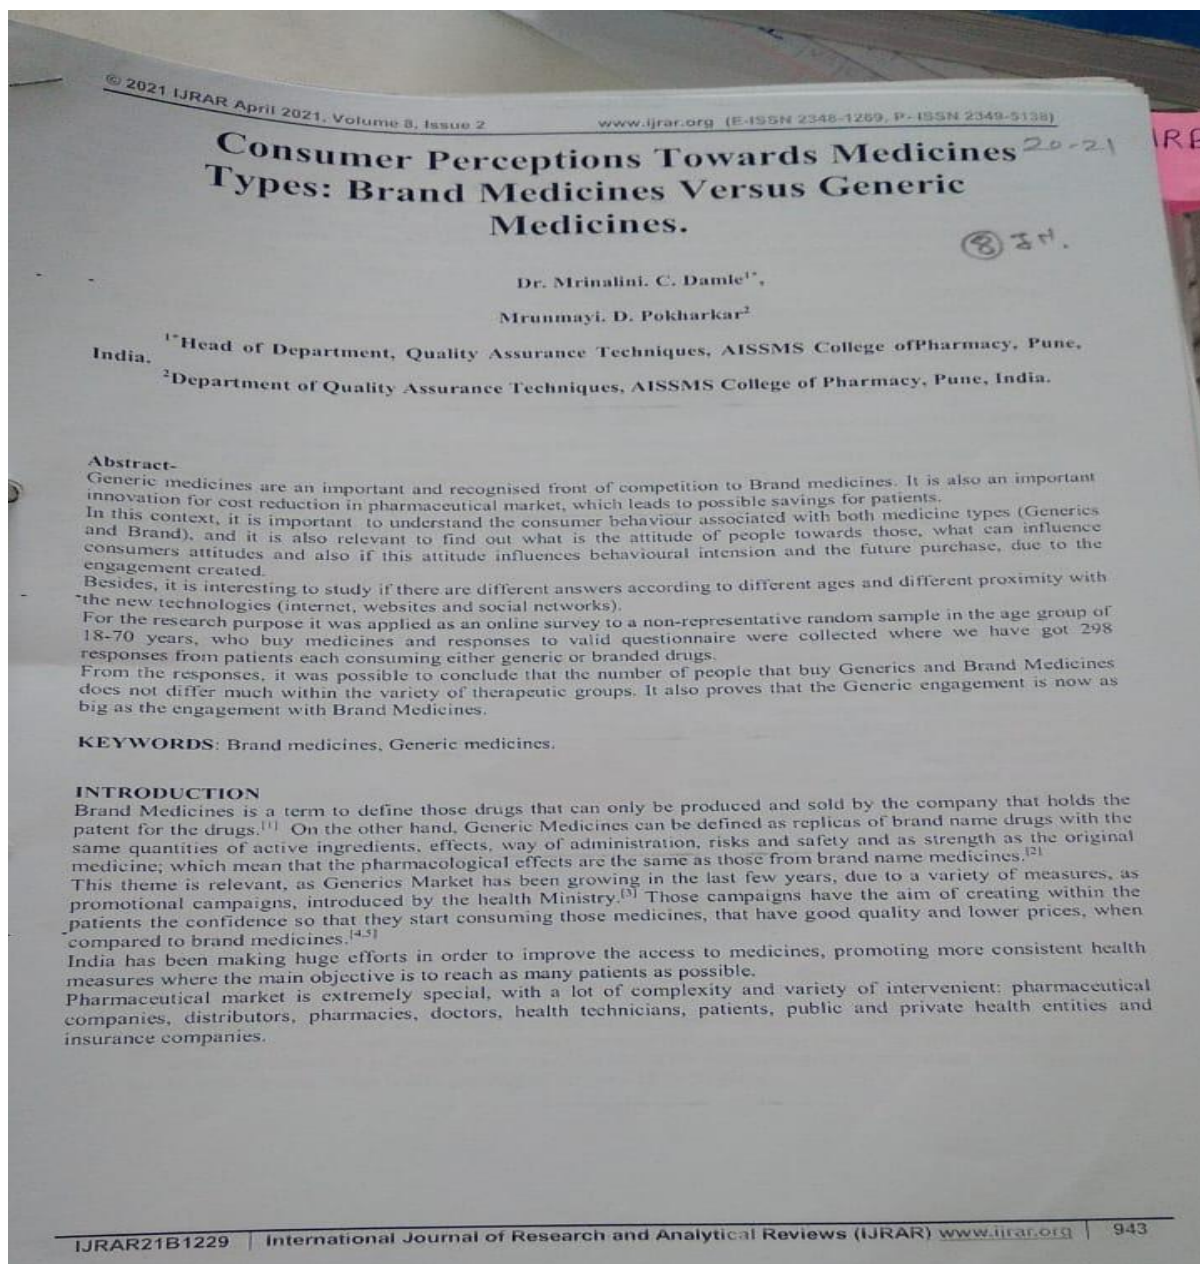 © 2021 IJRAR April 2021, Volume 8, Issue 2 www.ijrar.org (E-ISSN 2348-1269, P- ISSN 2349-5138)
Consumer Perceptions Towards Medicines 20-21
Types: Brand Medicines Versus Generic
Medicines.
8 JH.
Dr. Mrinalini. C. Damle1*,
Mrunmayi. D. Pokharkar2
1*Head of Department, Quality Assurance Techniques, AISSMS College ofPharmacy, Pune,
India.
2Department of Quality Assurance Techniques, AISSMS College of Pharmacy, Pune, India.
Abstract-
Generic medicines are an important and recognised front of competition to Brand medicines. It is also an important
innovation for cost reduction in pharmaceutical market, which leads to possible savings for patients.
In this context, it is important to understand the consumer behaviour associated with both medicine types (Generics
and Brand), and it is also relevant to find out what is the attitude of people towards those, what can influence
consumers attitudes and also if this attitude influences behavioural intension and the future purchase, due to the
engagement created.
Besides, it is interesting to study if there are different answers according to different ages and different proximity with
the new technologies (internet, websites and social networks).
For the research purpose it was applied as an online survey to a non-representative random sample in the age group of
18-70 years, who buy medicines and responses to valid questionnaire were collected where we have got 298
responses from patients each consuming either generic or branded drugs.
From the responses, it was possible to conclude that the number of people that buy Generics and Brand Medicines
does not differ much within the variety of therapeutic groups. It also proves that the Generic engagement is now as
big as the engagement with Brand Medicines.
KEYWORDS: Brand medicines, Generic medicines.
INTRODUCTION
Brand Medicines is a term to define those drugs that can only be produced and sold by the company that holds the
patent for the drugs.[1] On the other hand, Generic Medicines can be defined as replicas of brand name drugs with the
same quantities of active ingredients, effects, way of administration, risks and safety and as strength as the original
medicine; which mean that the pharmacological effects are the same as those from brand name medicines.[2]
This theme is relevant, as Generics Market has been growing in the last few years, due to a variety of measures, as
promotional campaigns, introduced by the health Ministry.[3] Those campaigns have the aim of creating within the
patients the confidence so that they start consuming those medicines, that have good quality and lower prices, when
compared to brand medicines.[4,5]
India has been making huge efforts in order to improve the access to medicines, promoting more consistent health
measures where the main objective is to reach as many patients as possible.
Pharmaceutical market is extremely special, with a lot of complexity and variety of intervenient: pharmaceutical
companies, distributors, pharmacies, doctors, health technicians, patients, public and private health entities and
insurance companies.
IJRAR21B1229 International Journal of Research and Analytical Reviews (IJRAR) www.ijrar.org 943